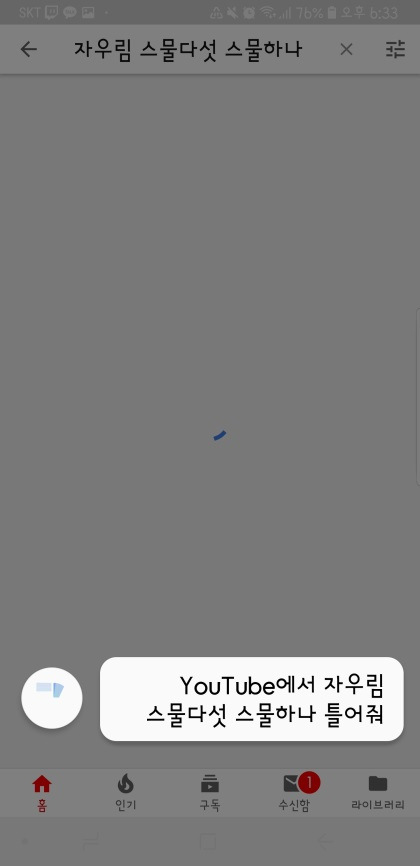 SKT 76% 오후 6:33
자우림 스물다섯 스물하나
YouTube에서 자우림
스물다섯 스물하나 틀어줘
1
홈 인기 구독 수신함 라이브러리